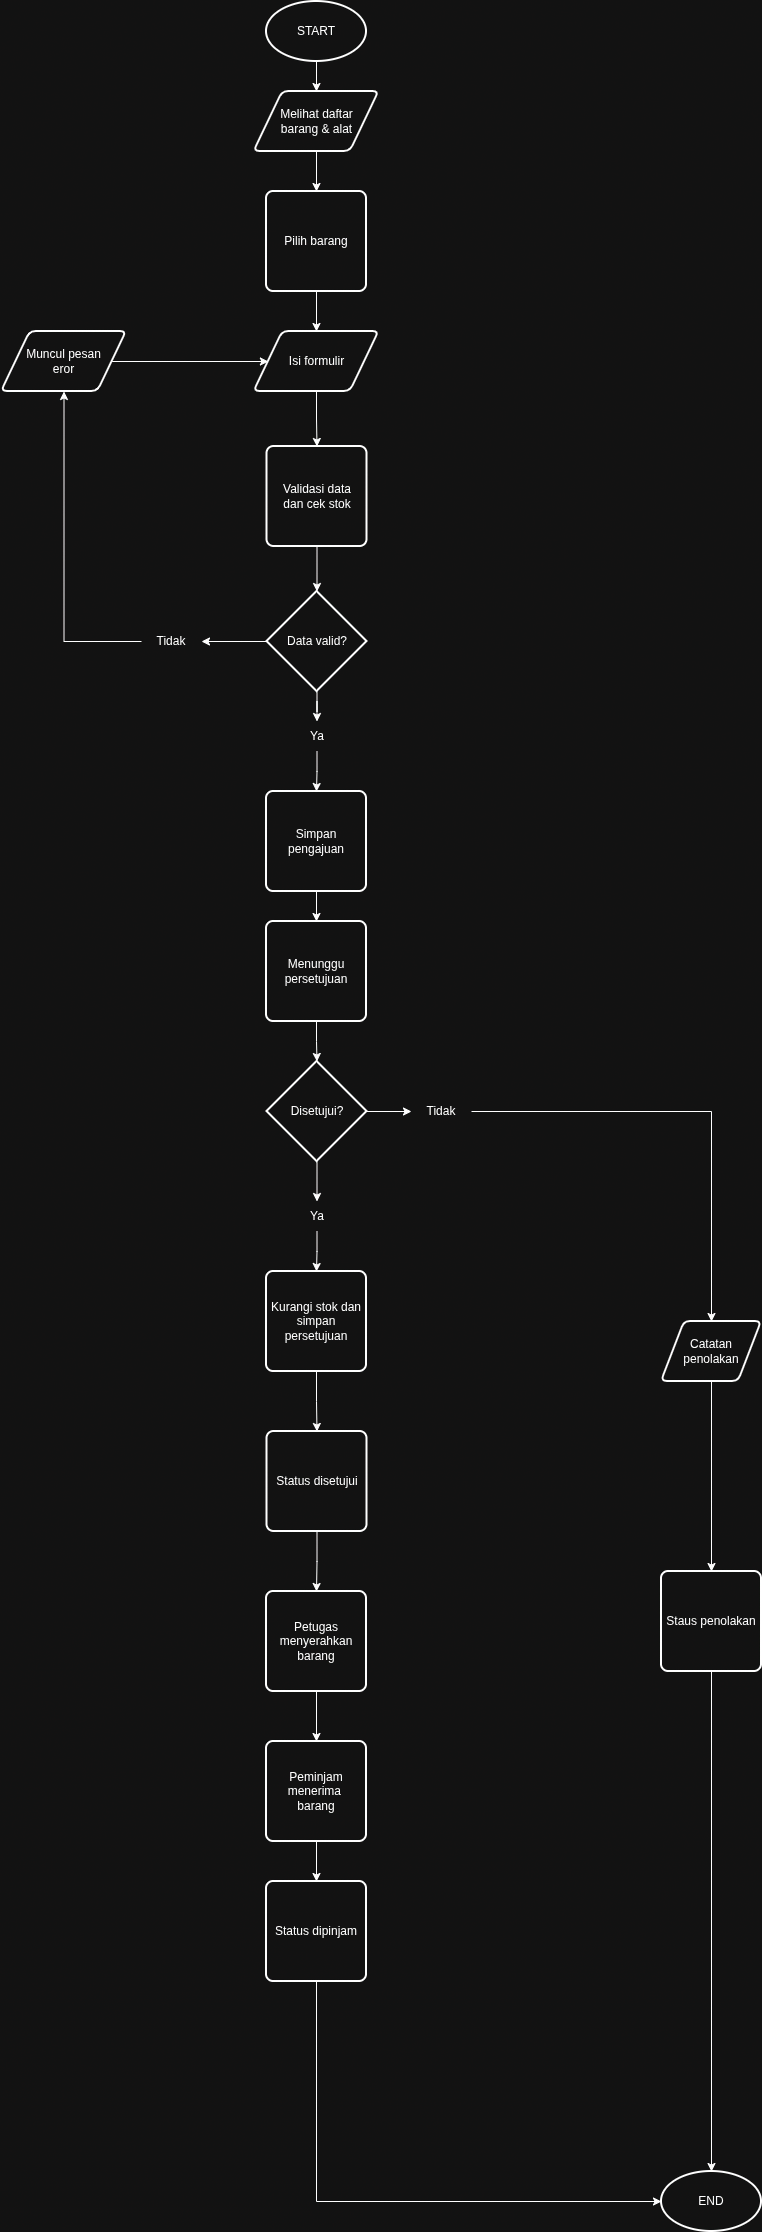 START
Melihat daftar
barang & alat
Pilih barang
Muncul pesan
eror
Isi formulir
Validasi data
dan cek stok
Data valid?
Tidak
Ya
Simpan
pengajuan
Menunggu
persetujuan
Disetujui?
Tidak
Ya
Kurangi stok dan
simpan
persetujuan
Catatan
penolakan
Status disetujui
Petugas
menyerahkan
barang
Staus penolakan
Peminjam
menerima
barang
Status dipinjam
END